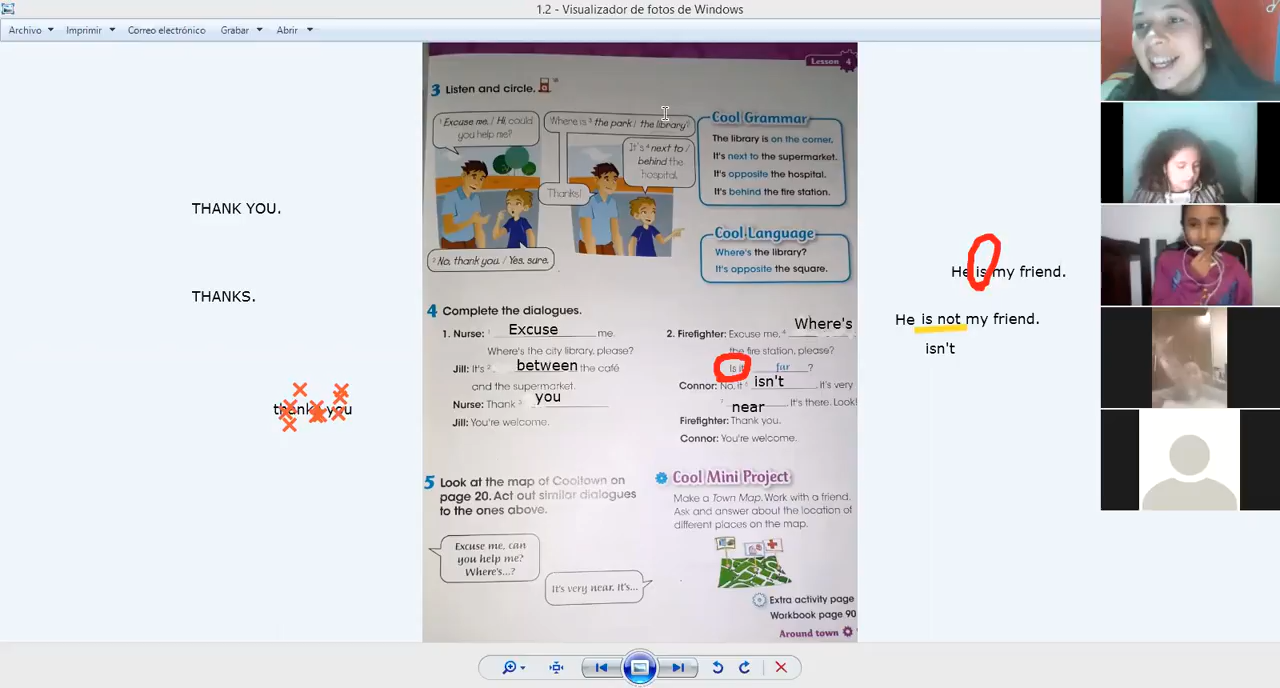 1.2 - Visualizador de fotos de Windows
Archivo Imprimir Correo electrónico Grabar Abrir
Lesson 4
3 Listen and circle.
1 Excuse me. / Hi, could
you help me?
Where is 3 the park / the library?
It's 4 next to /
behind the
hospital.
Thanks!
2 No, thank you. / Yes, sure.
Cool Grammar
The library is on the corner.
It's next to the supermarket.
It's opposite the hospital.
It's behind the fire station.
Cool Language
Where's the library?
It's opposite the square.
THANK YOU.
THANKS.
thanks you
He is my friend.
He is not my friend.
isn't
4 Complete the dialogues.
1. Nurse: 1 Excuse me.
Where's the city library, please?
Jill: It's 2 between the café
and the supermarket.
Nurse: Thank 3 you
Jill: You're welcome.
2. Firefighter: Excuse me, 4 Where's
the fire station, please?
Is it far ?
Connor: No, it isn't. It's very
7 near. It's there. Look!
Firefighter: Thank you.
Connor: You're welcome.
5 Look at the map of Cooltown on
page 20. Act out similar dialogues
to the ones above.
Excuse me, can
you help me?
Where's...?
It's very near. It's...
Cool Mini Project
Make a Town Map. Work with a friend.
Ask and answer about the location of
different places on the map.
Extra activity page
Workbook page 90
Around town